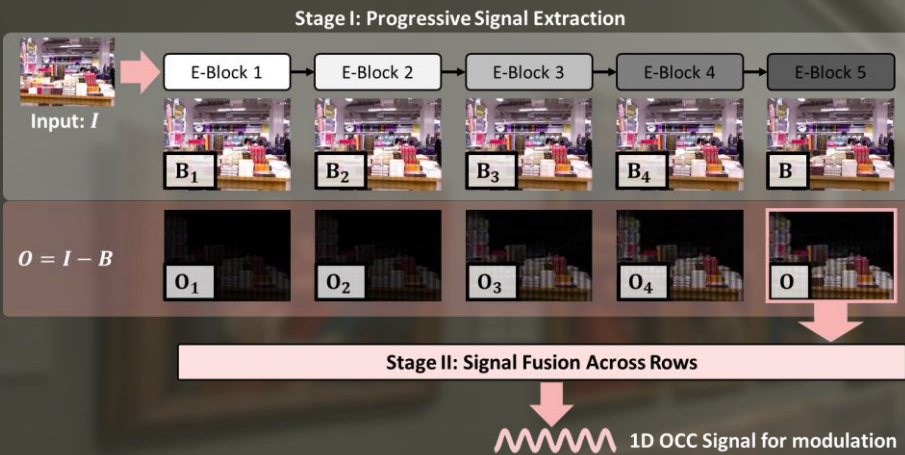 Stage I: Progressive Signal Extraction
E-Block 1
E-Block 2
E-Block 3
E-Block 4
E-Block 5
Input: I
B₁
B₂
B₃
B₄
B
O = I − B
O₁
O₂
O₃
O₄
O
Stage II: Signal Fusion Across Rows
1D OCC Signal for modulation